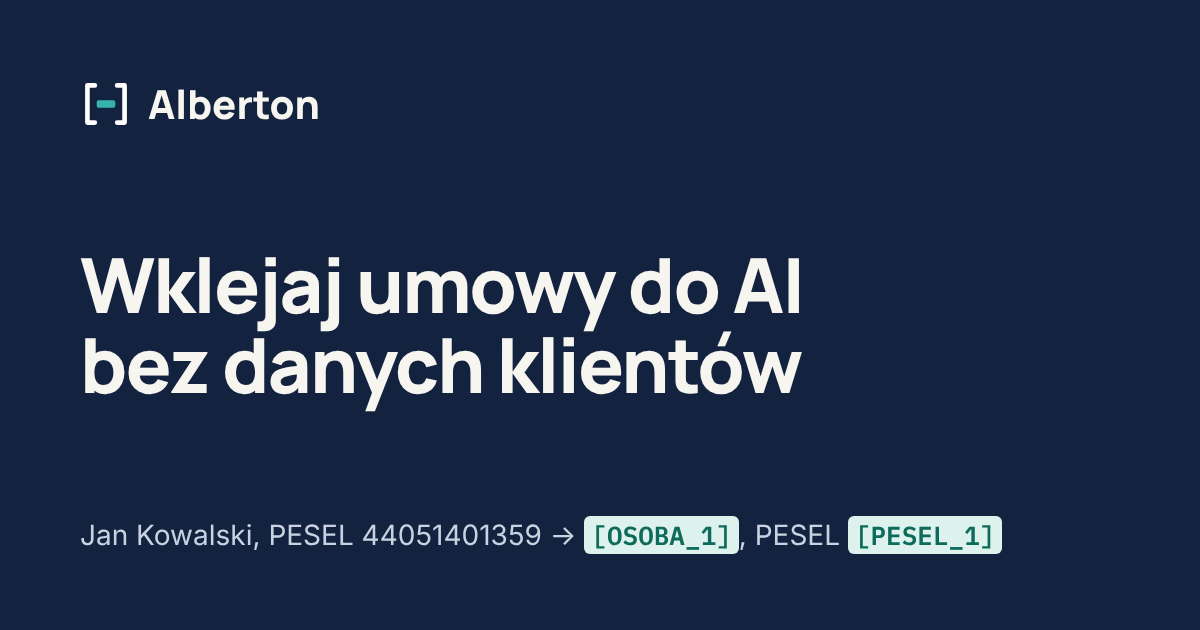 Alberton
Wklejaj umowy do AI
bez danych klientów
Jan Kowalski, PESEL 44051401359 → [OSOBA_1], PESEL [PESEL_1]